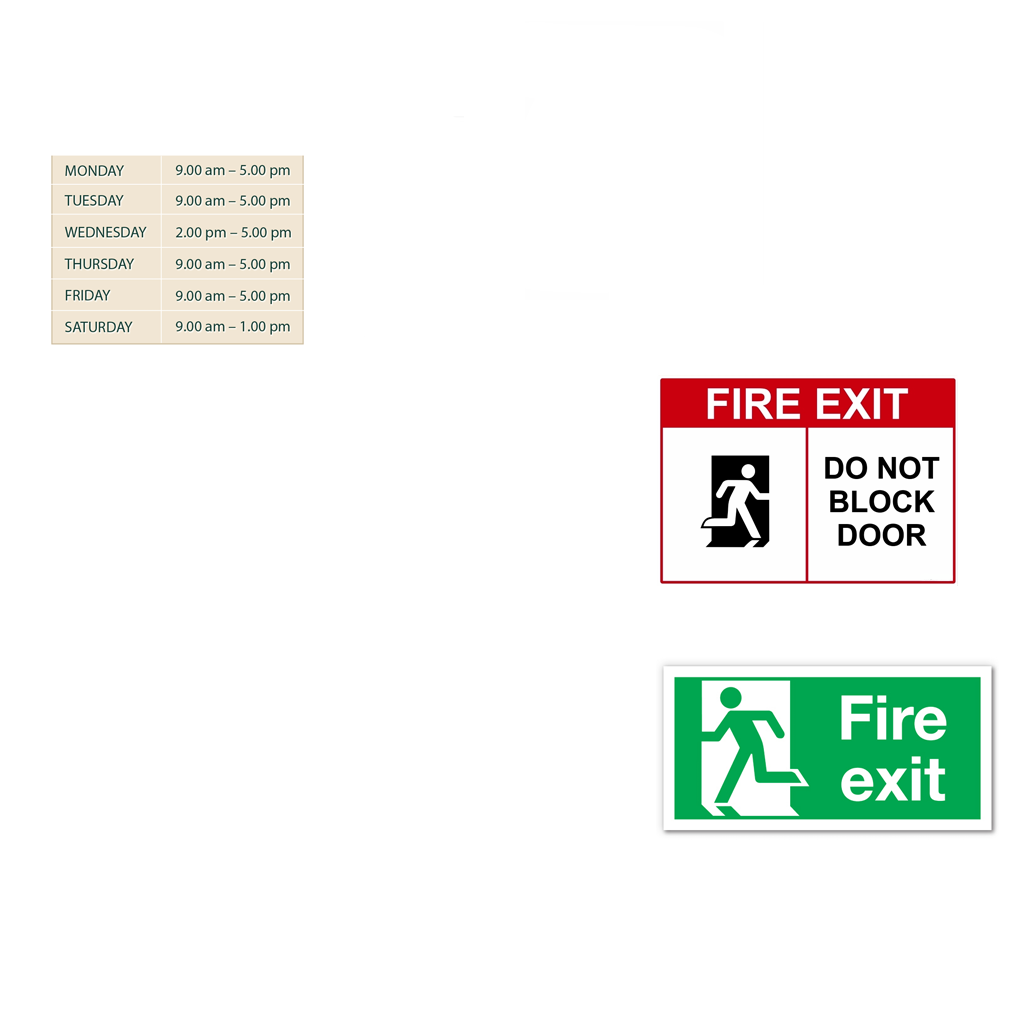 MONDAY 9.00 am – 5.00 pm
TUESDAY 9.00 am – 5.00 pm
WEDNESDAY 2.00 pm – 5.00 pm
THURSDAY 9.00 am – 5.00 pm
FRIDAY 9.00 am – 5.00 pm
SATURDAY 9.00 am – 1.00 pm
FIRE EXIT
DO NOT
BLOCK
DOOR
Fire
exit